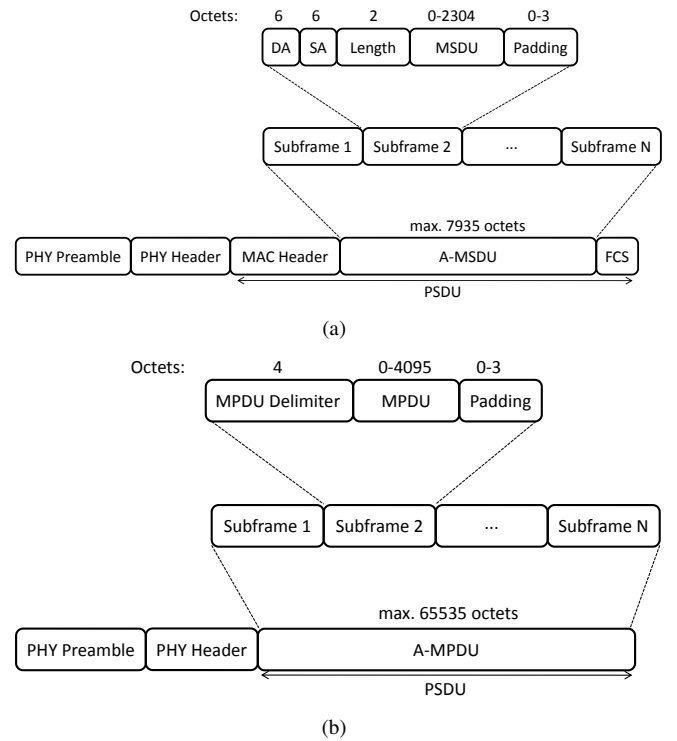 Octets: 6 6 2 0-2304 0-3
DA SA Length MSDU Padding
Subframe 1 Subframe 2 ... Subframe N
max. 7935 octets
PHY Preamble PHY Header MAC Header A-MSDU FCS
PSDU
(a)
Octets: 4 0-4095 0-3
MPDU Delimiter MPDU Padding
Subframe 1 Subframe 2 ... Subframe N
max. 65535 octets
PHY Preamble PHY Header A-MPDU
PSDU
(b)